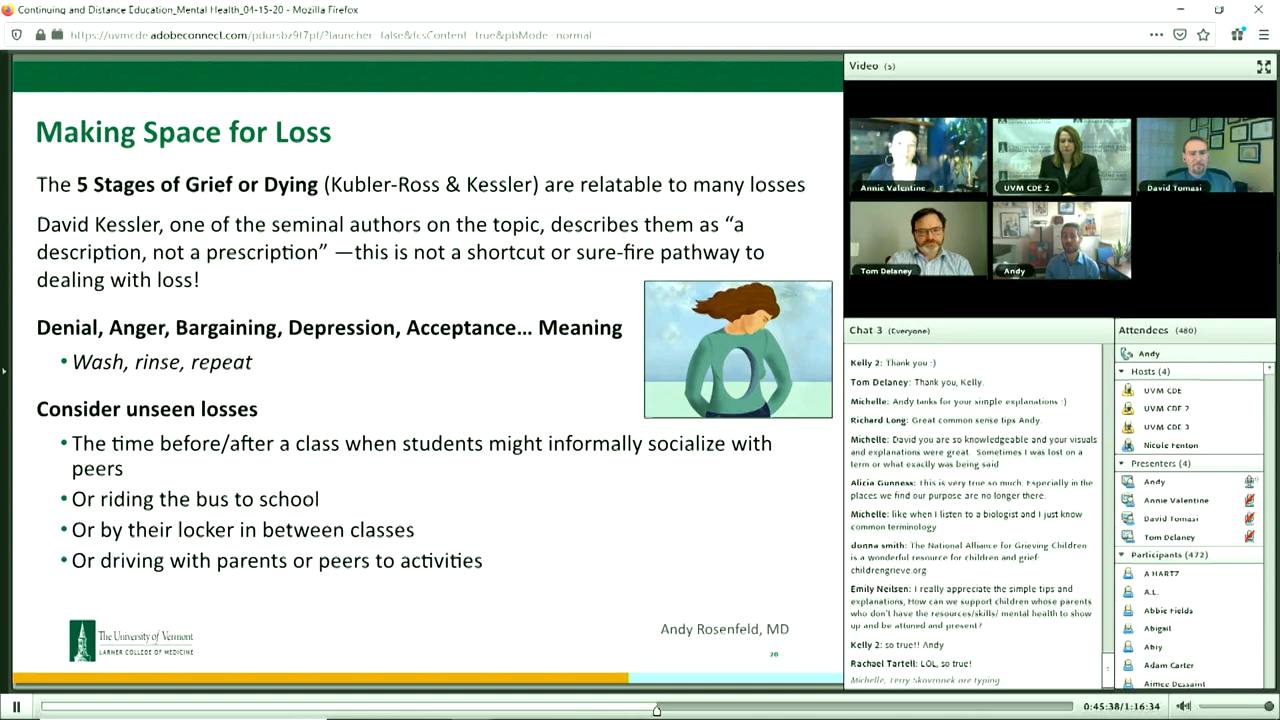 Continuing and Distance Education_Mental Health_04-15-20 - Mozilla Firefox
Making Space for Loss
The 5 Stages of Grief or Dying (Kubler-Ross & Kessler) are relatable to many losses
David Kessler, one of the seminal authors on the topic, describes them as “a
description, not a prescription” —this is not a shortcut or sure-fire pathway to
dealing with loss!
Denial, Anger, Bargaining, Depression, Acceptance… Meaning
• Wash, rinse, repeat
Consider unseen losses
• The time before/after a class when students might informally socialize with
peers
• Or riding the bus to school
• Or by their locker in between classes
• Or driving with parents or peers to activities
The University of Vermont
LARNER COLLEGE OF MEDICINE
Andy Rosenfeld, MD
20
Video (5)
Annie Valentine
UVM CDE 2
David Tomasi
Tom Delaney
Andy
Chat 3 (Everyone)
Kelly 2: Thank you :)
Tom Delaney: Thank you, Kelly.
Michelle: Andy tanks for your simple explanations :)
Richard Long: Great common sense tips Andy.
Michelle: David you are so knowledgeable and your visuals
and explanations were great. Sometimes I was lost on a
term or what exactly was being said
Alicia Gunness: This is very true so much. Especially in the
places we find our purpose are no longer there.
Michelle: like when I listen to a biologist and I just know
common terminology
donna smith: The National Alliance for Grieving Children
is a wonderful resource for children and grief:
childrengrieve.org
Emily Neilsen: I really appreciate the simple tips and
explanations, How can we support children whose parents
who don't have the resources/skills/ mental health to show
up and be attuned and present?
Kelly 2: so true!! Andy
Rachael Tartell: LOL, so true!
Michelle, Terry Skovronek are typing
Attendees (480)
Andy
Hosts (4)
UVM CDE
UVM CDE 2
UVM CDE 3
Nicole Fenton
Presenters (4)
Andy
Annie Valentine
David Tomasi
Tom Delaney
Participants (472)
A HARTZ
A.L.
Abbie Fields
Abigail
Abiy
Adam Carter
Aimee Dessaint
0:45:38/1:16:34